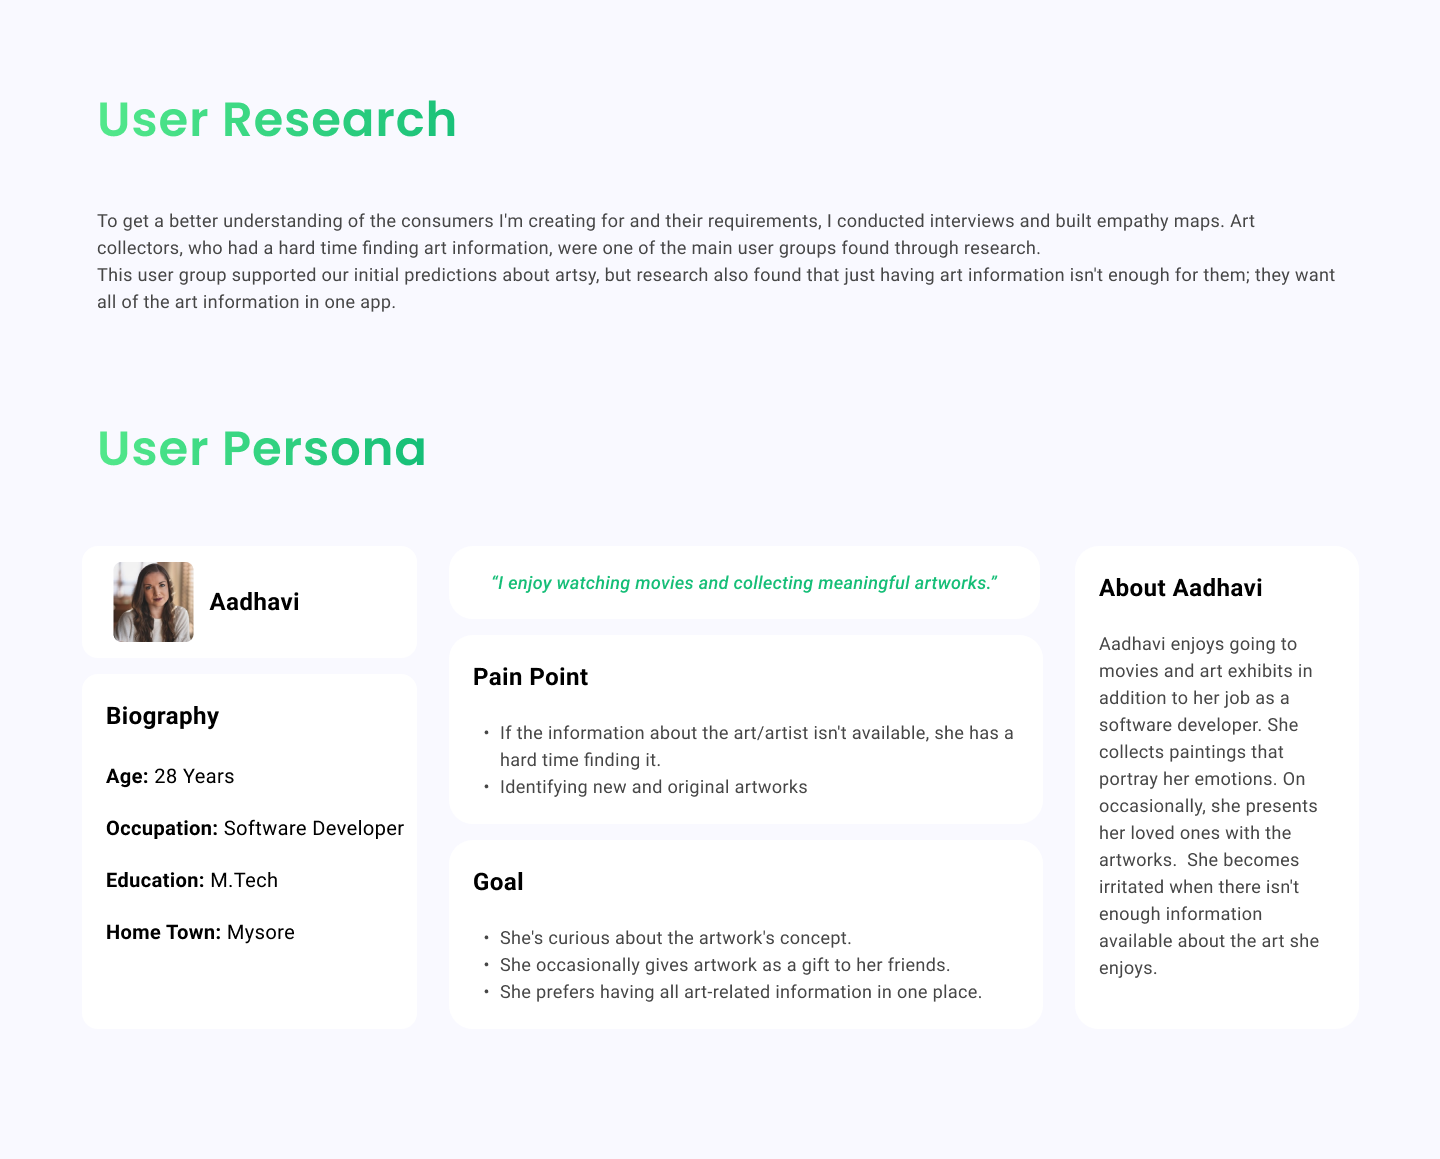 User Research
To get a better understanding of the consumers I'm creating for and their requirements, I conducted interviews and built empathy maps. Art
collectors, who had a hard time finding art information, were one of the main user groups found through research.
This user group supported our initial predictions about artsy, but research also found that just having art information isn't enough for them; they want
all of the art information in one app.
User Persona
Aadhavi
Biography
Age: 28 Years
Occupation: Software Developer
Education: M.Tech
Home Town: Mysore
“I enjoy watching movies and collecting meaningful artworks.”
Pain Point
• If the information about the art/artist isn't available, she has a
hard time finding it.
• Identifying new and original artworks
Goal
• She's curious about the artwork's concept.
• She occasionally gives artwork as a gift to her friends.
• She prefers having all art-related information in one place.
About Aadhavi
Aadhavi enjoys going to
movies and art exhibits in
addition to her job as a
software developer. She
collects paintings that
portray her emotions. On
occasionally, she presents
her loved ones with the
artworks.  She becomes
irritated when there isn't
enough information
available about the art she
enjoys.